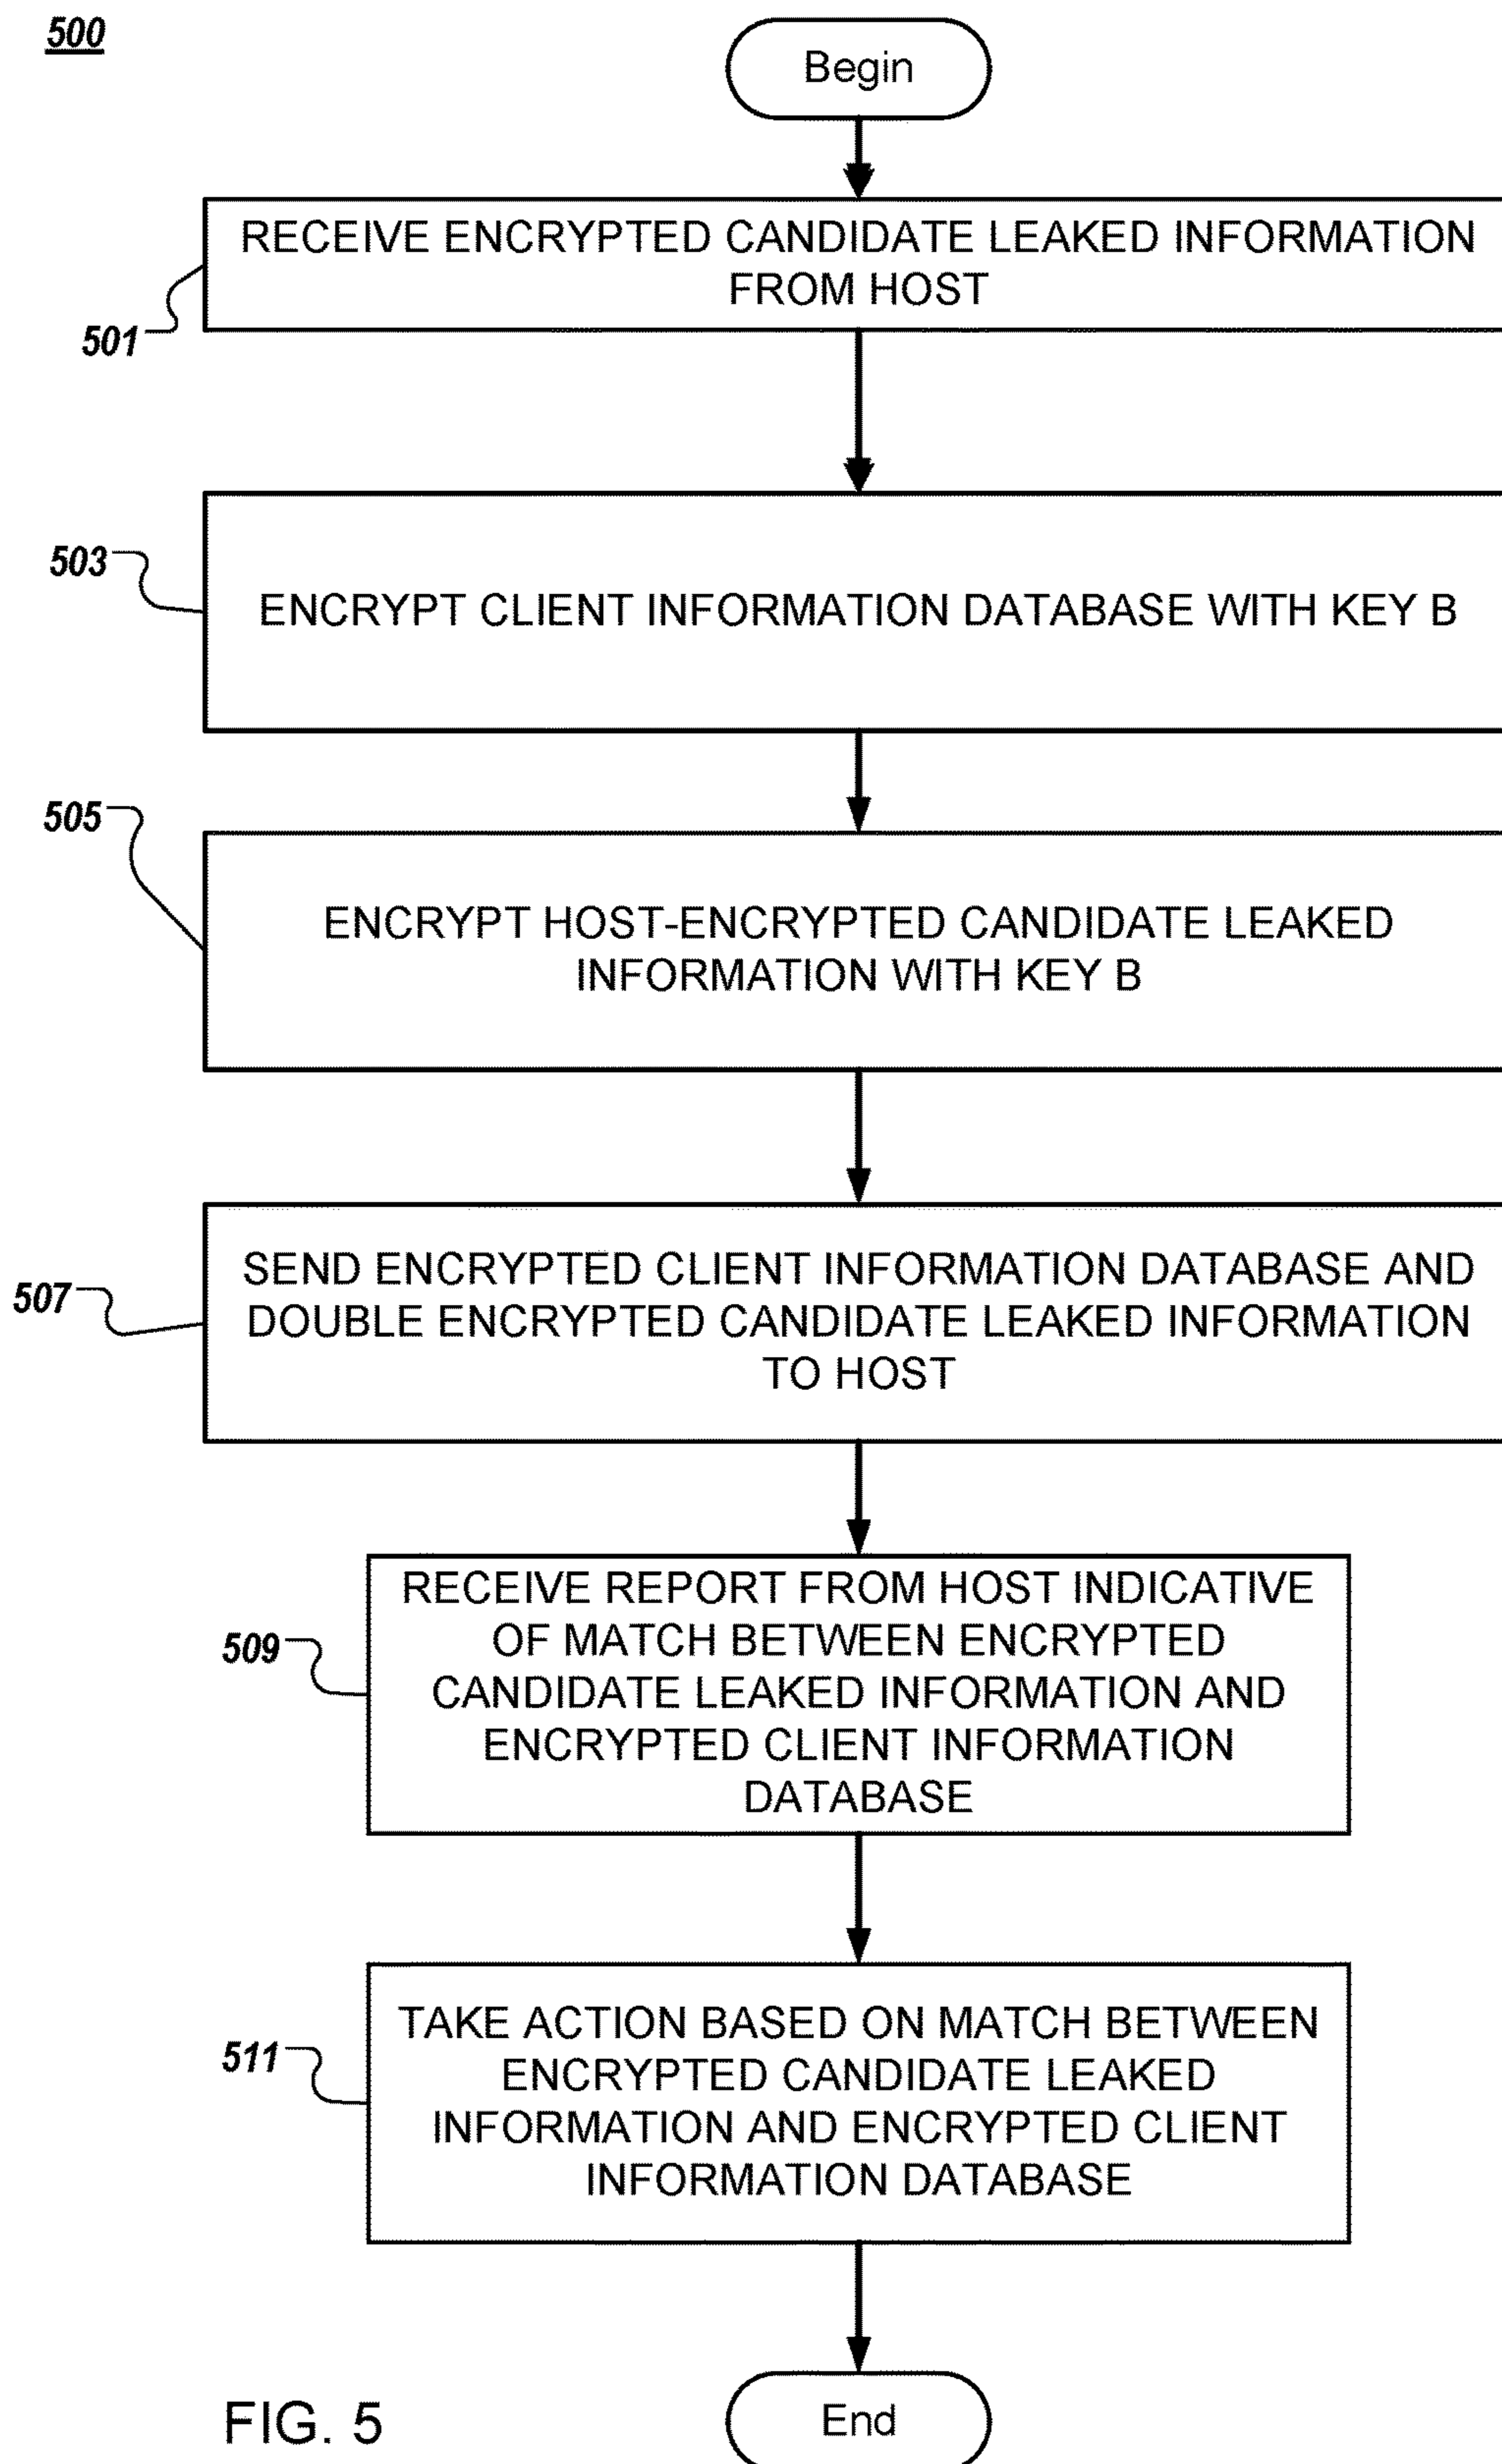 500
Begin
RECEIVE ENCRYPTED CANDIDATE LEAKED INFORMATION
FROM HOST
501
503
ENCRYPT CLIENT INFORMATION DATABASE WITH KEY B
505
ENCRYPT HOST-ENCRYPTED CANDIDATE LEAKED
INFORMATION WITH KEY B
507
SEND ENCRYPTED CLIENT INFORMATION DATABASE AND
DOUBLE ENCRYPTED CANDIDATE LEAKED INFORMATION
TO HOST
509
RECEIVE REPORT FROM HOST INDICATIVE
OF MATCH BETWEEN ENCRYPTED
CANDIDATE LEAKED INFORMATION AND
ENCRYPTED CLIENT INFORMATION
DATABASE
511
TAKE ACTION BASED ON MATCH BETWEEN
ENCRYPTED CANDIDATE LEAKED
INFORMATION AND ENCRYPTED CLIENT
INFORMATION DATABASE
End
FIG. 5